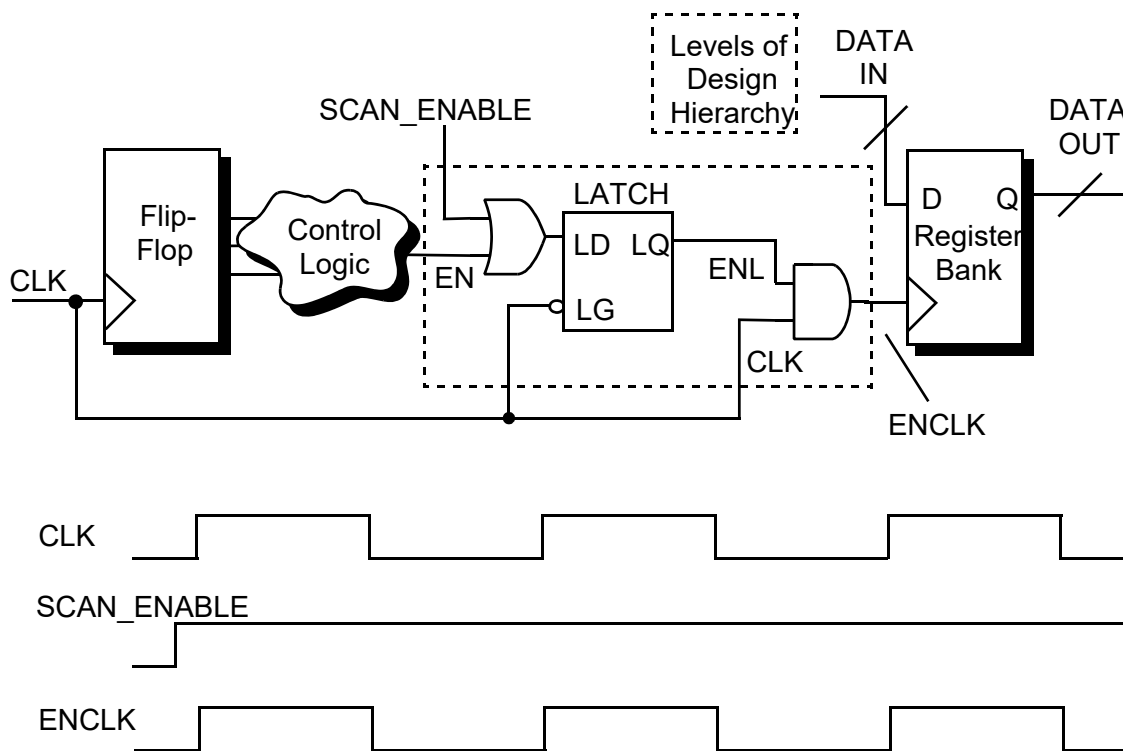 Levels of
Design
Hierarchy
DATA
IN
SCAN_ENABLE
DATA
OUT
LATCH
Flip-
Flop
Control
Logic
D Q
Register
Bank
LD LQ
CLK
EN
ENL
LG
CLK
ENCLK
CLK
SCAN_ENABLE
ENCLK